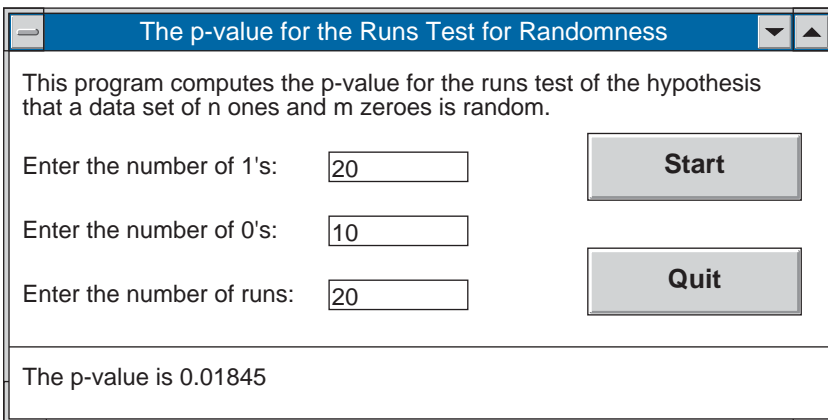 The p-value for the Runs Test for Randomness
This program computes the p-value for the runs test of the hypothesis
that a data set of n ones and m zeroes is random.
Enter the number of 1's: 20
Start
Enter the number of 0's: 10
Enter the number of runs: 20
Quit
The p-value is 0.01845